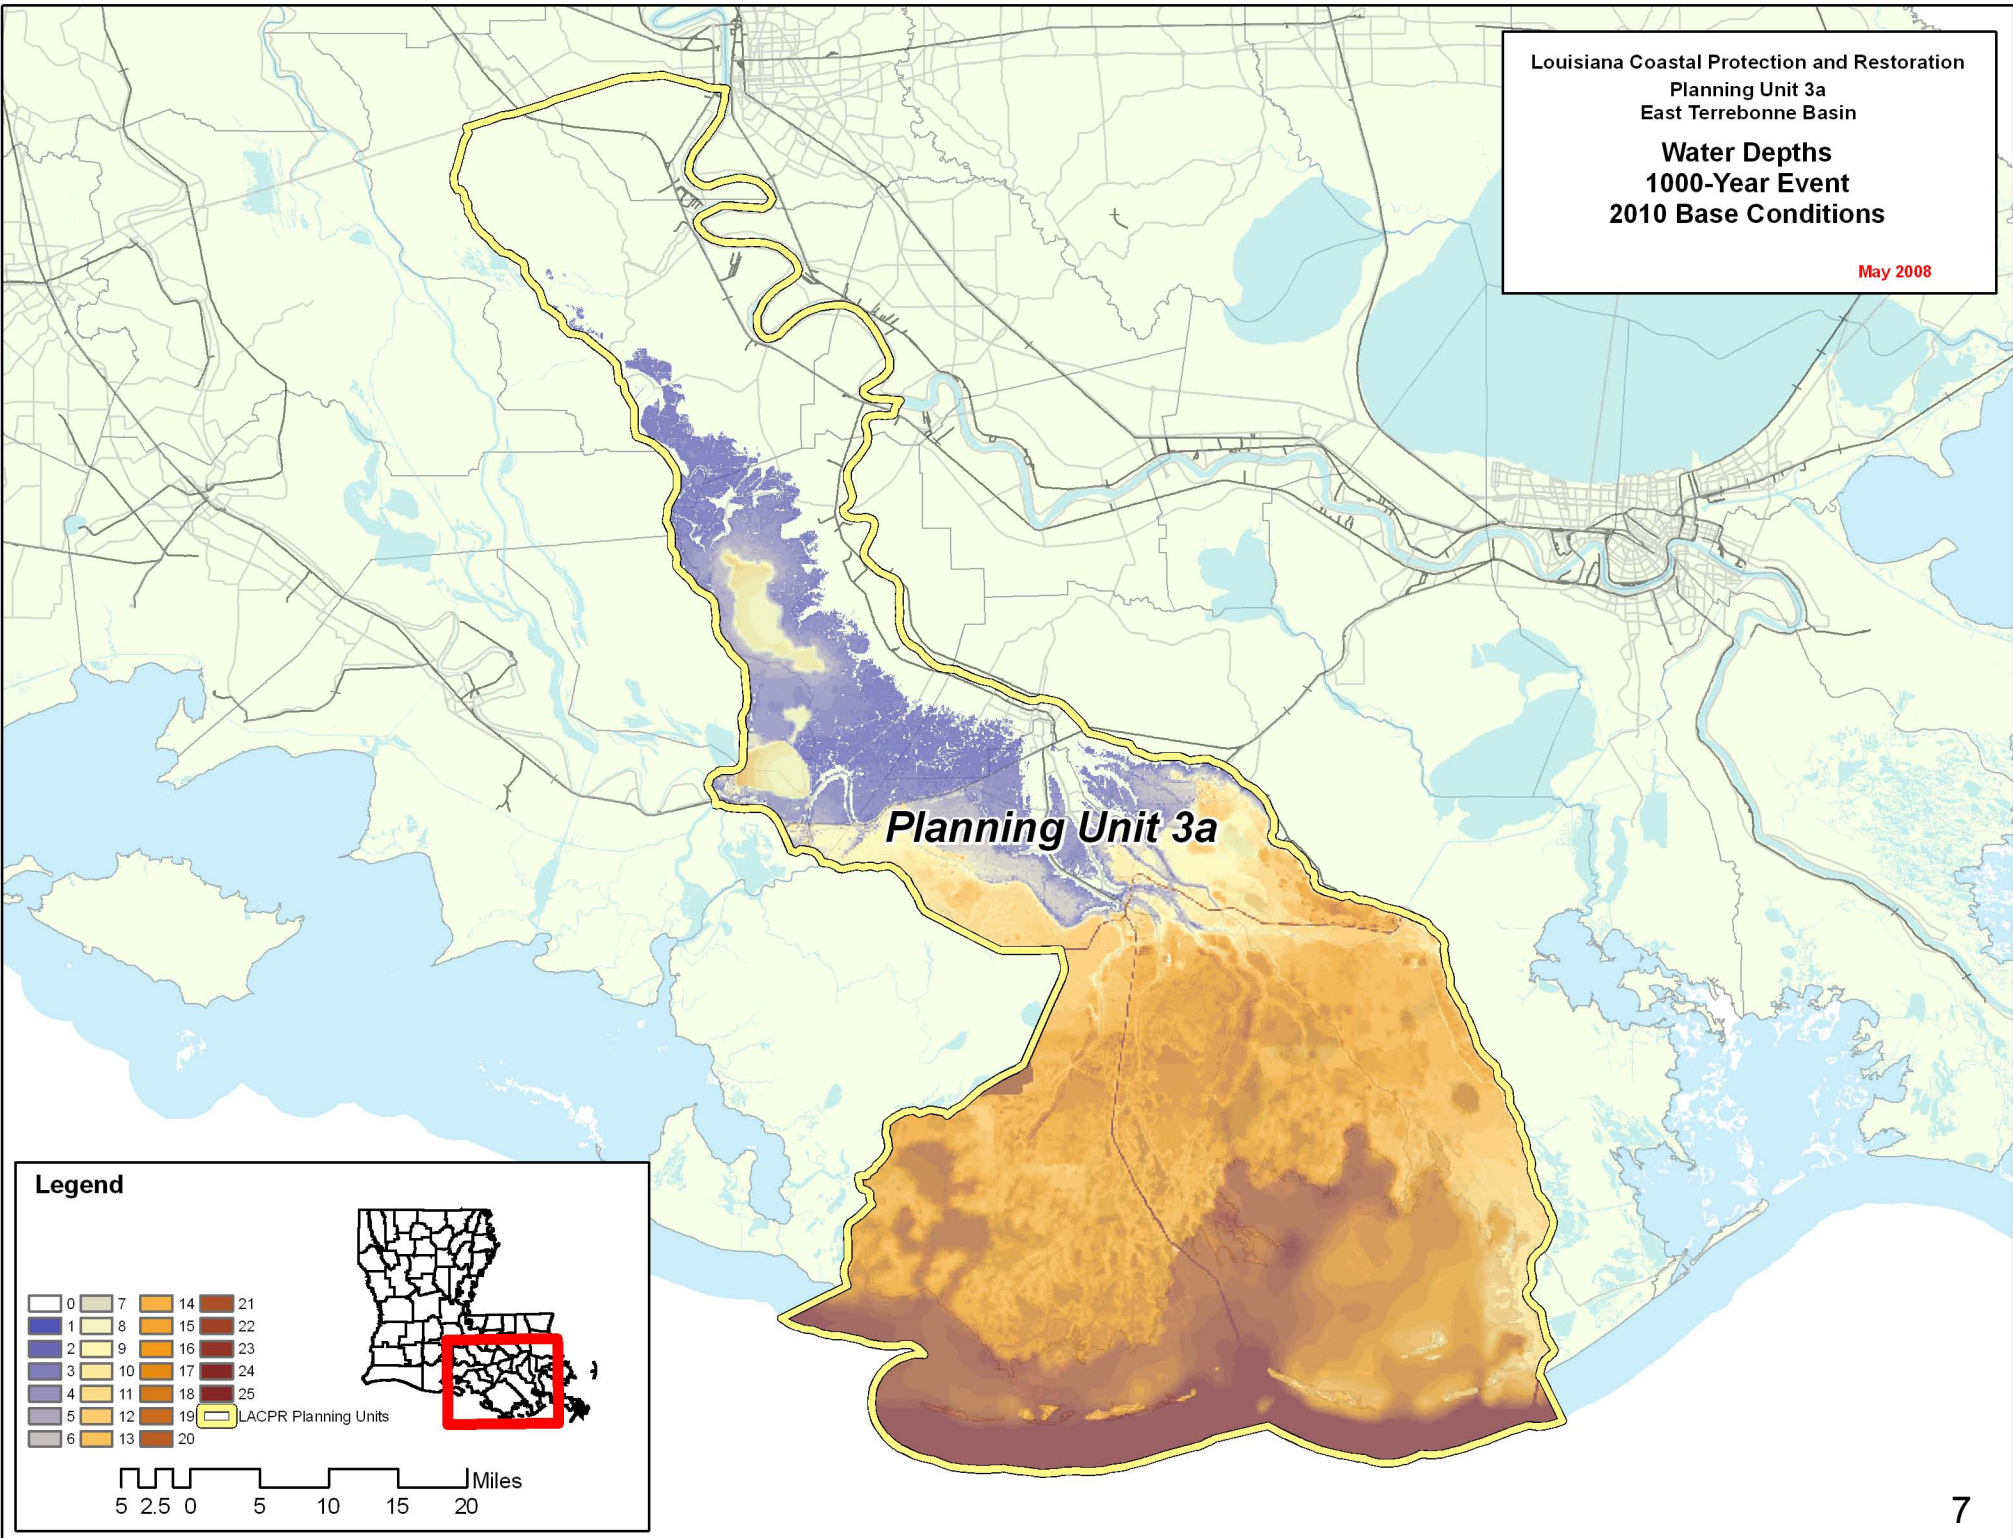 Louisiana Coastal Protection and Restoration
Planning Unit 3a
East Terrebonne Basin
Water Depths
1000-Year Event
2010 Base Conditions
May 2008
Planning Unit 3a
Legend
0 7 14 21
1 8 15 22
2 9 16 23
3 10 17 24
4 11 18 25
5 12 19 LACPR Planning Units
6 13 20
Miles
5 2.5 0 5 10 15 20
7